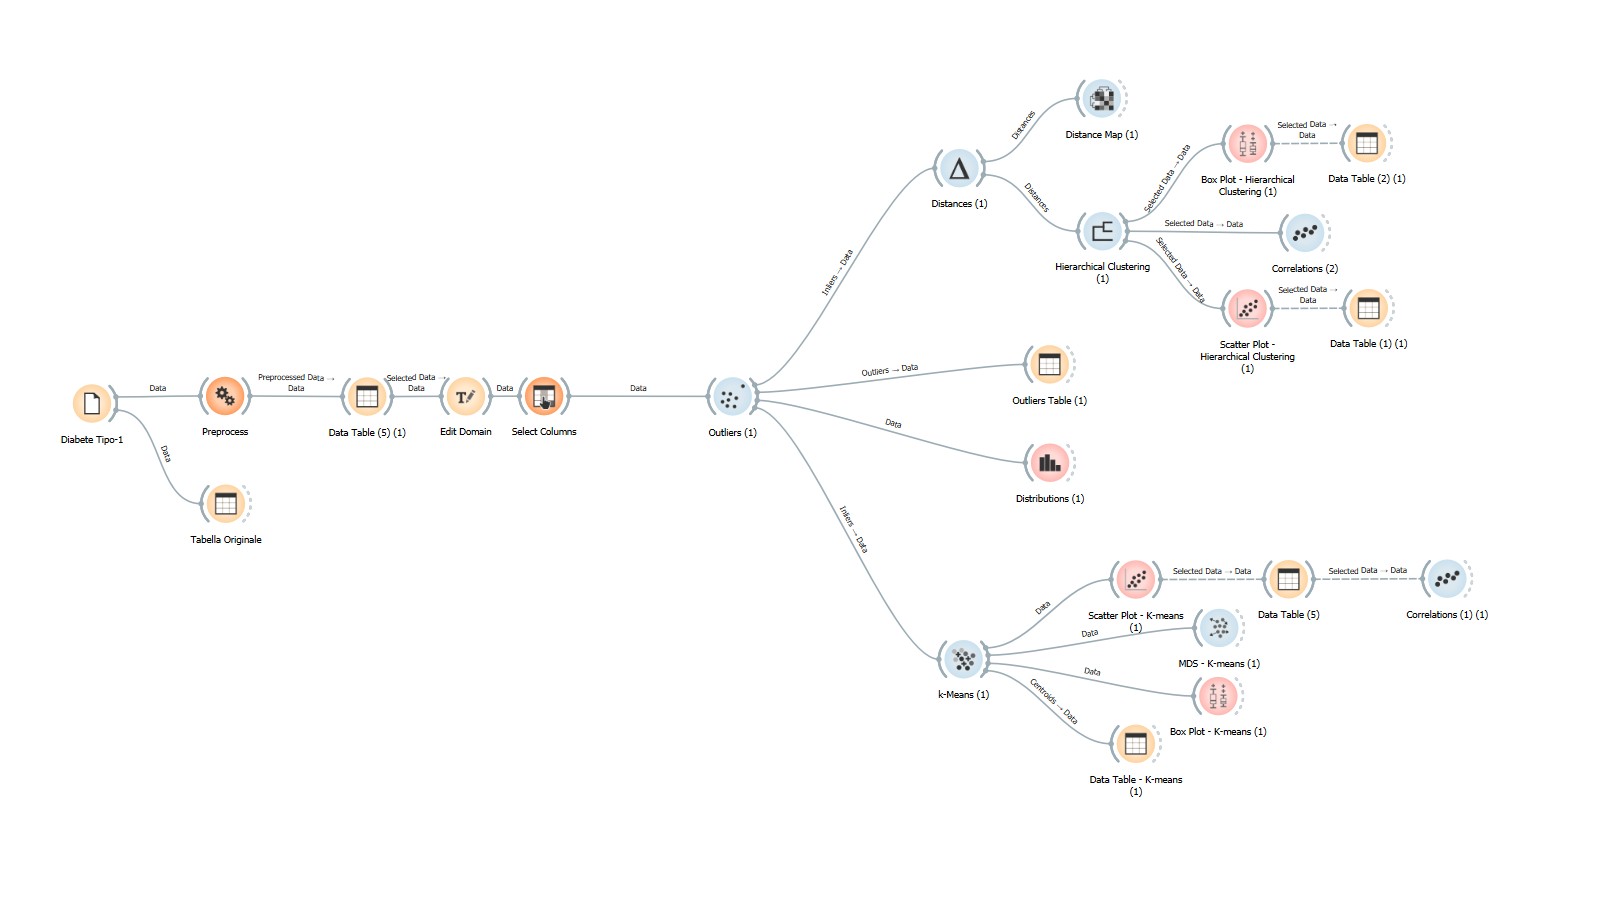 Distances
Distance Map (1)
Selected Data → Data
Box Plot - Hierarchical
Clustering (1)
Selected Data →
Data
Data Table (2) (1)
Distances (1)
Distances
Selected Data → Data
Correlations (2)
Hierarchical Clustering
(1)
Selected Data → Data
Scatter Plot -
Hierarchical Clustering
(1)
Selected Data →
Data
Data Table (1) (1)
Inliers → Data
Outliers → Data
Outliers Table (1)
Diabete Tipo-1
Data
Preprocess
Preprocessed Data →
Data
Data Table (5) (1)
Selected Data →
Data
Edit Domain
Data
Select Columns
Data
Outliers (1)
Data
Distributions (1)
Data
Tabella Originale
Inliers → Data
k-Means (1)
Data
Scatter Plot - K-means
(1)
Selected Data → Data
Data Table (5)
Selected Data → Data
Correlations (1) (1)
Data
MDS - K-means (1)
Data
Box Plot - K-means (1)
Centroids → Data
Data Table - K-means
(1)